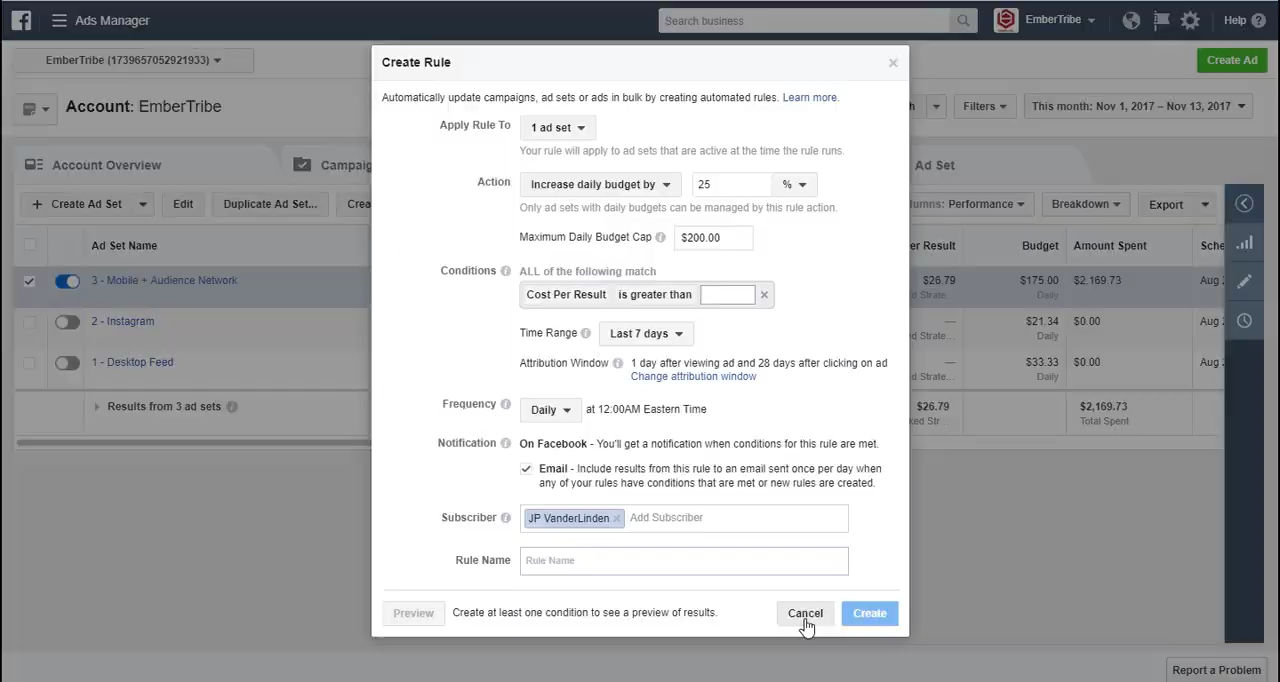 Ads Manager
Search business
EmberTribe
Help
EmberTribe (1739657052921933)
Create Ad
Account: EmberTribe
h
Filters
This month: Nov 1, 2017 – Nov 13, 2017
Account Overview
Campaig
Ad Set
+ Create Ad Set
Edit
Duplicate Ad Set...
Crea
lumns: Performance
Breakdown
Export
Ad Set Name
er Result
Budget
Amount Spent
Sche
3 - Mobile + Audience Network
$26.79
$175.00
$2,169.73
Aug 2
d Strate...
Daily
2 - Instagram
—
$21.34
$0.00
Aug 2
d Strate...
Daily
1 - Desktop Feed
—
$33.33
$0.00
Aug 2
d Strate...
Daily
Results from 3 ad sets
$26.79
$2,169.73
ked Str...
Total Spent
Create Rule
Automatically update campaigns, ad sets or ads in bulk by creating automated rules. Learn more.
Apply Rule To
1 ad set
Your rule will apply to ad sets that are active at the time the rule runs.
Action
Increase daily budget by
25
%
Only ad sets with daily budgets can be managed by this rule action.
Maximum Daily Budget Cap
$200.00
Conditions
ALL of the following match
Cost Per Result is greater than
Time Range
Last 7 days
Attribution Window
1 day after viewing ad and 28 days after clicking on ad
Change attribution window
Frequency
Daily
at 12:00AM Eastern Time
Notification
On Facebook - You'll get a notification when conditions for this rule are met.
Email - Include results from this rule to an email sent once per day when
any of your rules have conditions that are met or new rules are created.
Subscriber
JP VanderLinden
Add Subscriber
Rule Name
Rule Name
Preview
Create at least one condition to see a preview of results.
Cancel
Create
Report a Problem